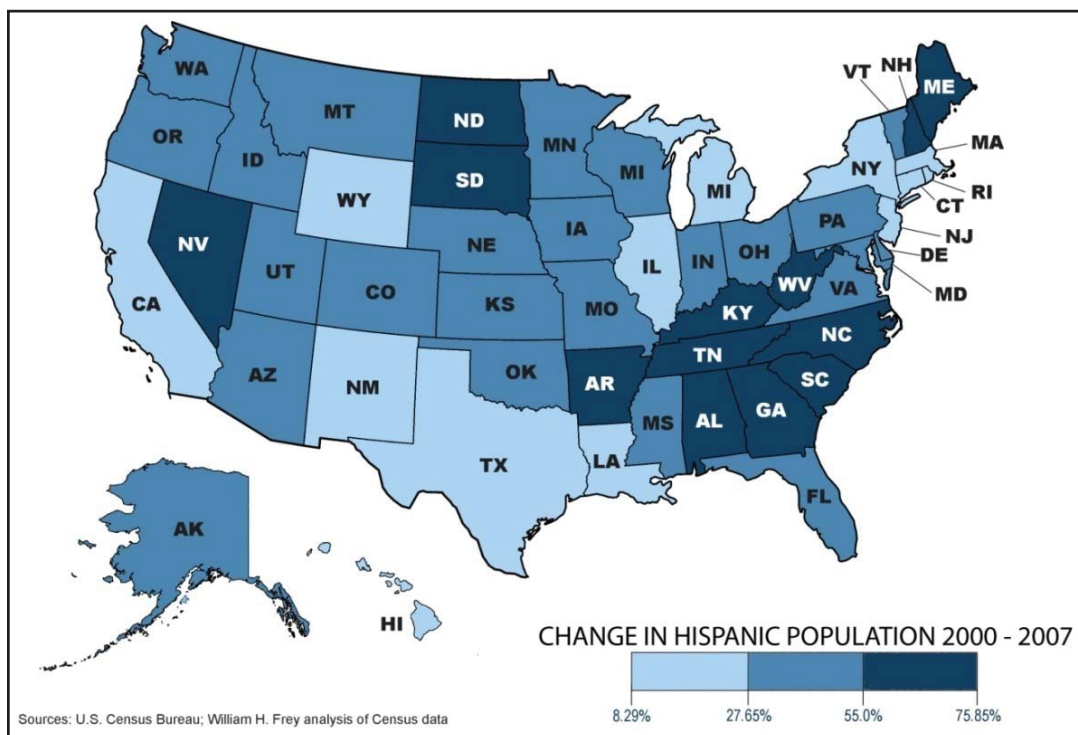 WA
MT
ND
MN
VT
NH
ME
OR
ID
SD
MI
MI
NY
MA
WY
RI
CT
NV
NE
IA
PA
NJ
UT
CO
IL
IN
OH
DE
CA
KS
MO
WV
VA
MD
KY
AZ
NM
OK
AR
TN
NC
SC
MS
AL
GA
TX
LA
FL
AK
HI
CHANGE IN HISPANIC POPULATION 2000 - 2007
8.29% 27.65% 55.0% 75.85%
Sources: U.S. Census Bureau; William H. Frey analysis of Census data